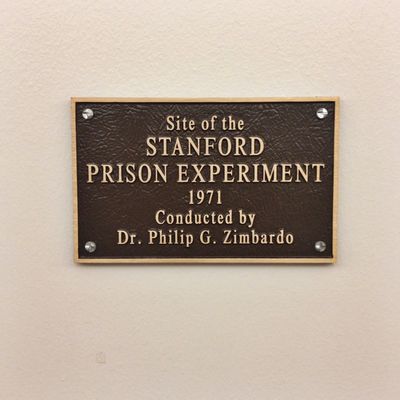 Site of the
STANFORD
PRISON EXPERIMENT
1971
Conducted by
Dr. Philip G. Zimbardo